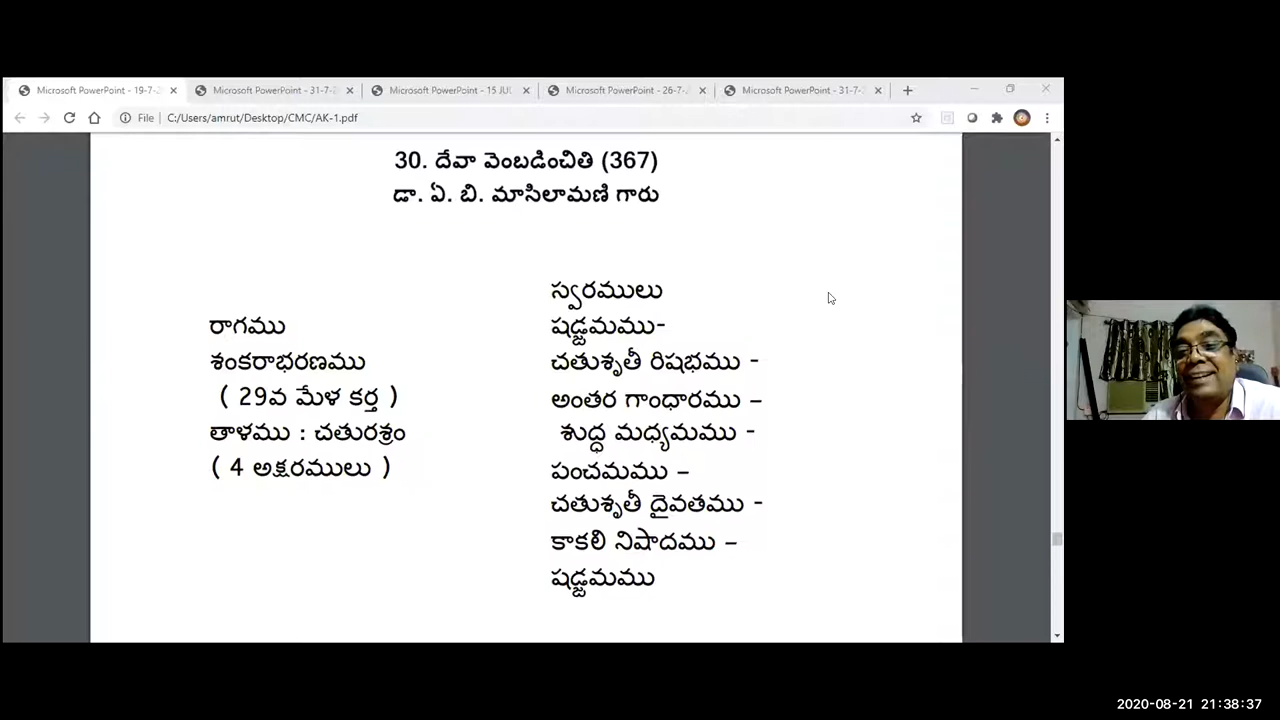 Microsoft PowerPoint - 19-7-2
Microsoft PowerPoint - 31-7-2
Microsoft PowerPoint - 15 JU
Microsoft PowerPoint - 26-7-
Microsoft PowerPoint - 31-7-
File | C:/Users/amrut/Desktop/CMC/AK-1.pdf
30. దేవా వెంబడించితి (367)
డా. ఏ. బి. మాసిలామణి గారు
రాగము
శంకరాభరణము
( 29వ మేళ కర్త )
తాళము : చతురశ్రం
( 4 అక్షరములు )
స్వరములు
షడ్జమము-
చతుశృతీ రిషభము -
అంతర గాంధారము –
శుద్ధ మధ్యమము -
పంచమము –
చతుశృతీ దైవతము -
కాకలి నిషాదము –
షడ్జమము
2020-08-21 21:38:37